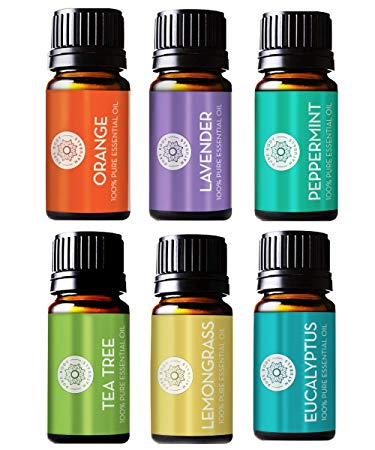 ORANGE
100% PURE ESSENTIAL OIL
LAVENDER
100% PURE ESSENTIAL OIL
PEPPERMINT
100% PURE ESSENTIAL OIL
TEA TREE
100% PURE ESSENTIAL OIL
LEMONGRASS
100% PURE ESSENTIAL OIL
EUCALYPTUS
100% PURE ESSENTIAL OIL